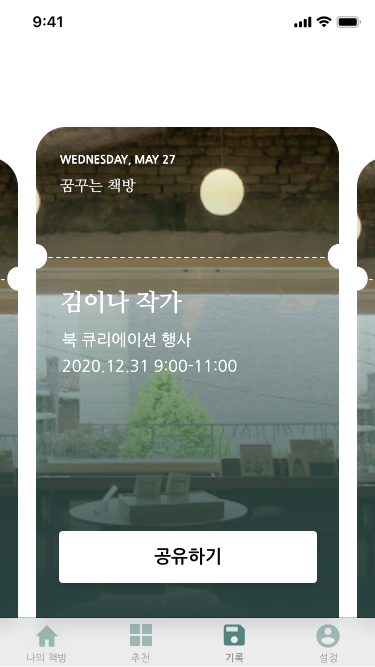 9:41
WEDNESDAY, MAY 27
꿈꾸는 책방
김이나 작가
북 큐리에이션 행사
2020.12.31 9:00-11:00
공유하기
나의 책방
추천
기록
설정